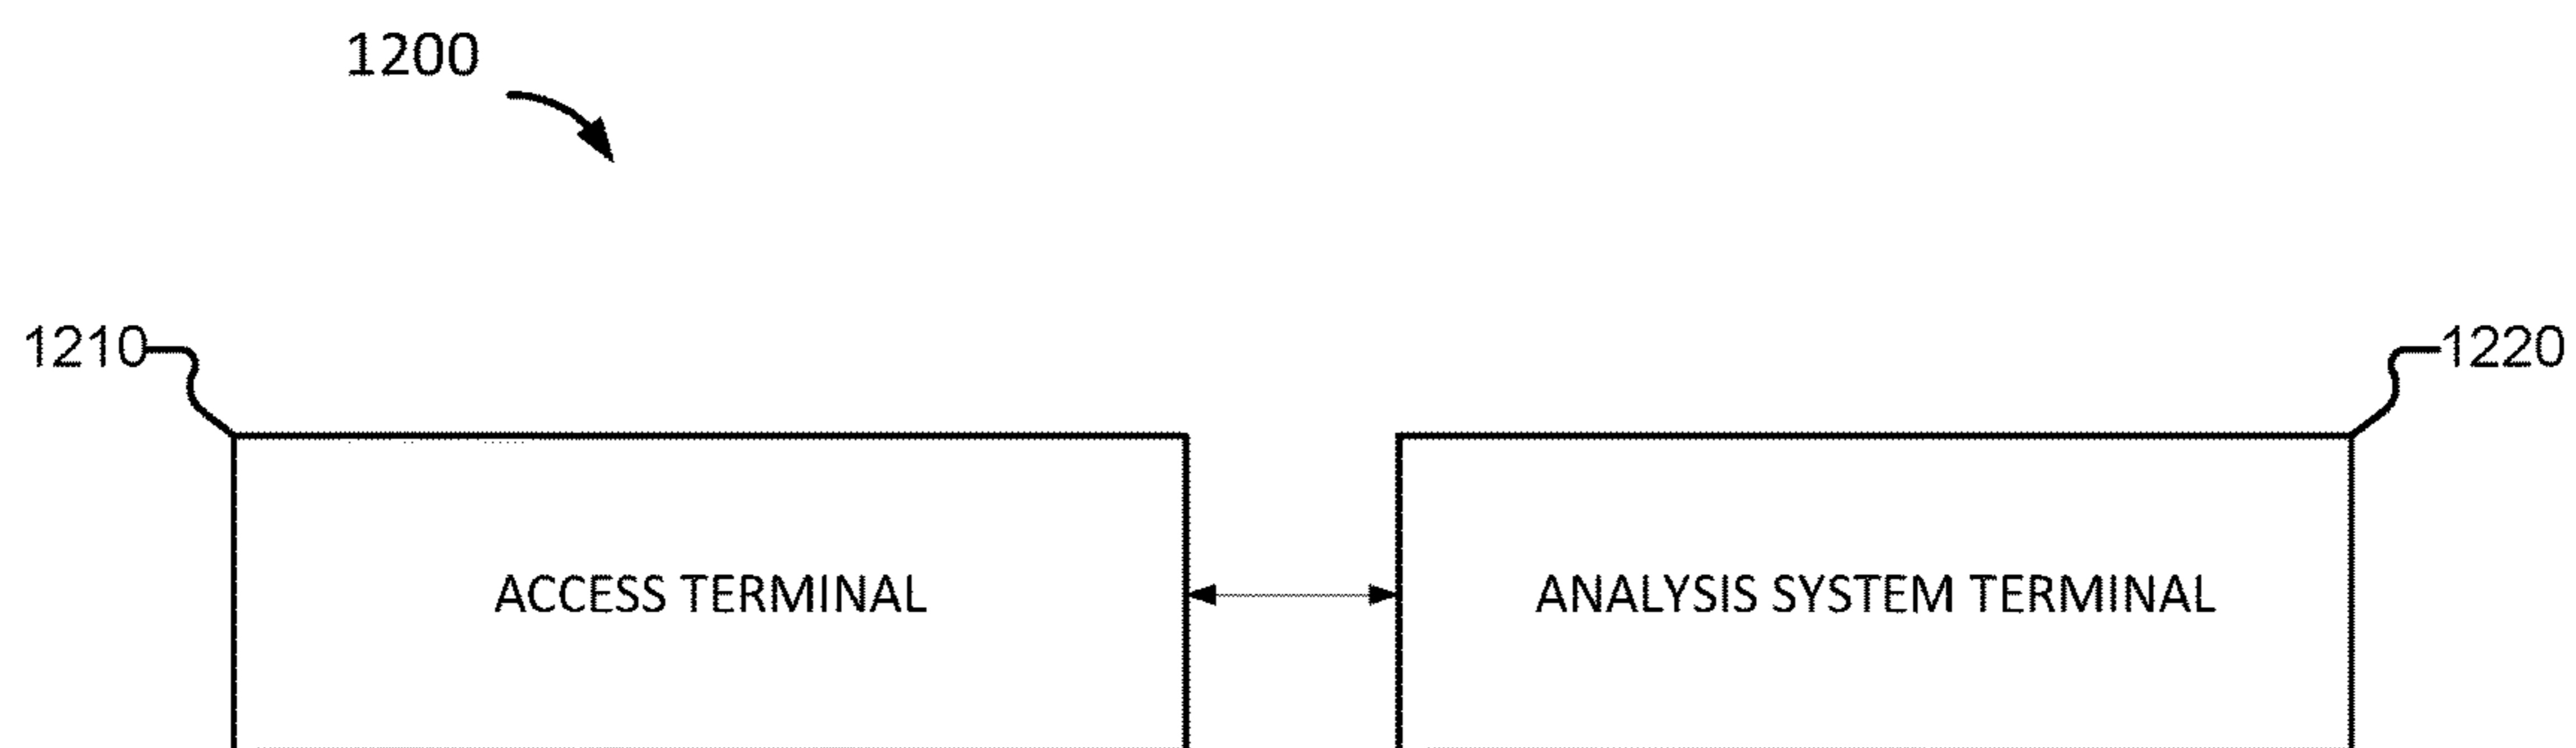 1200
1210
1220
ACCESS TERMINAL
ANALYSIS SYSTEM TERMINAL